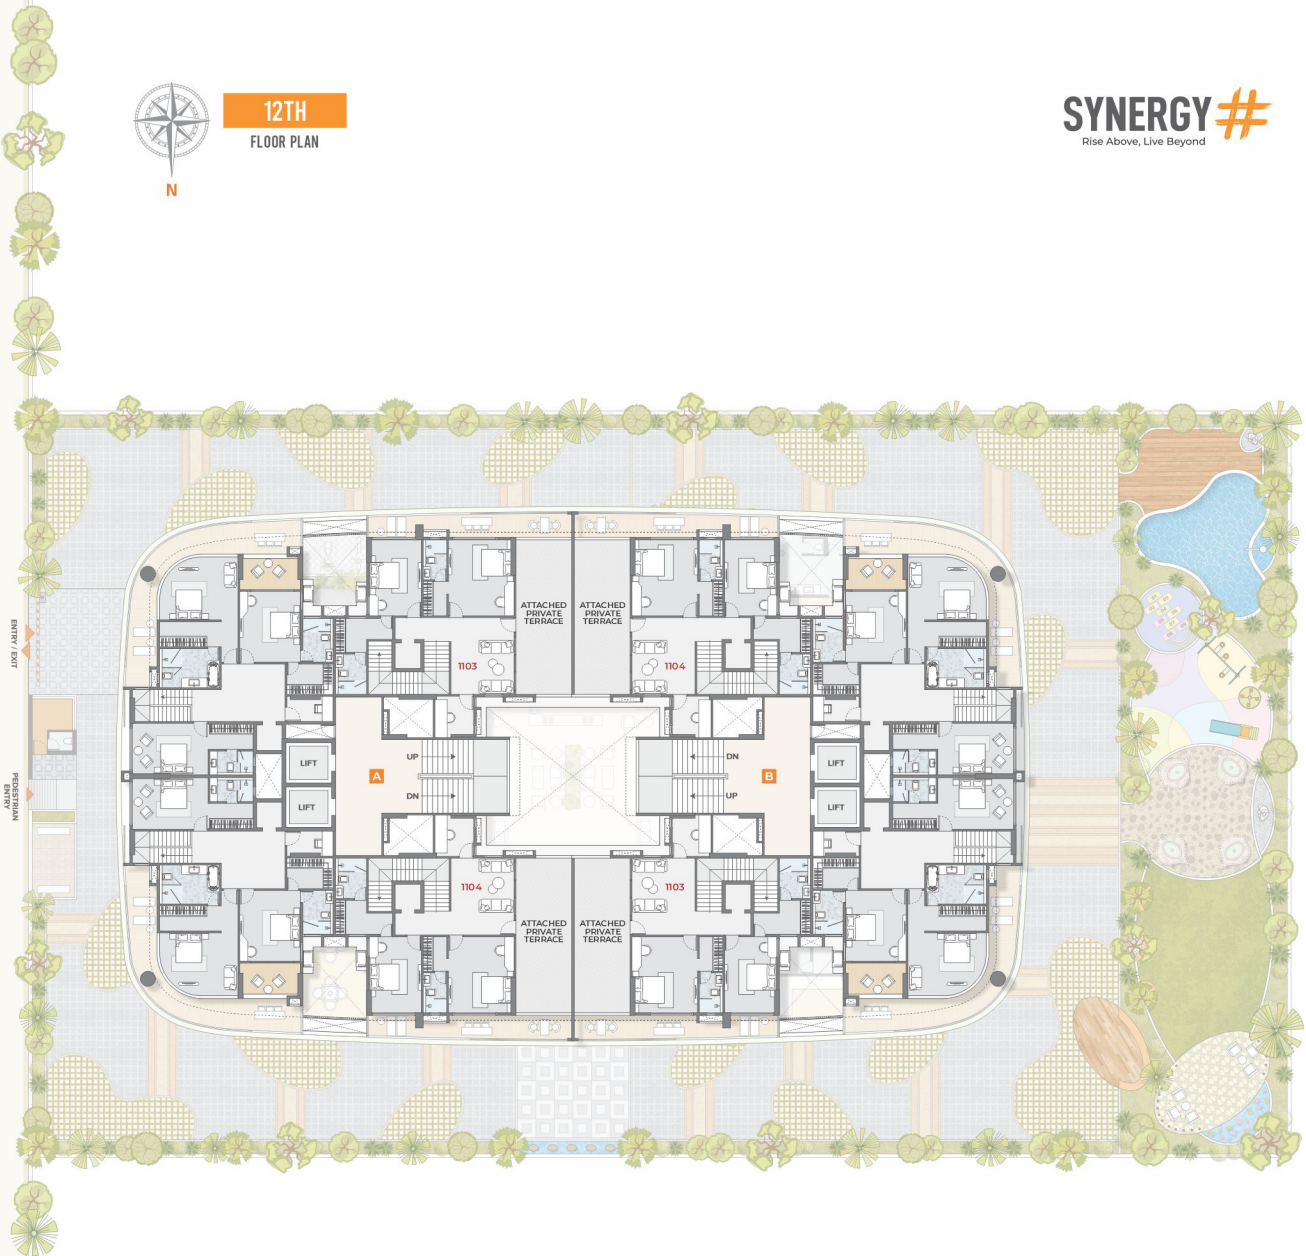 12TH
FLOOR PLAN
N
SYNERGY#
Rise Above, Live Beyond
ENTRY / EXIT
PEDESTRIAN
ENTRY
ATTACHED
PRIVATE
TERRACE
ATTACHED
PRIVATE
TERRACE
1103
1104
LIFT
LIFT
A
UP
DN
DN
UP
B
LIFT
LIFT
1104
1103
ATTACHED
PRIVATE
TERRACE
ATTACHED
PRIVATE
TERRACE